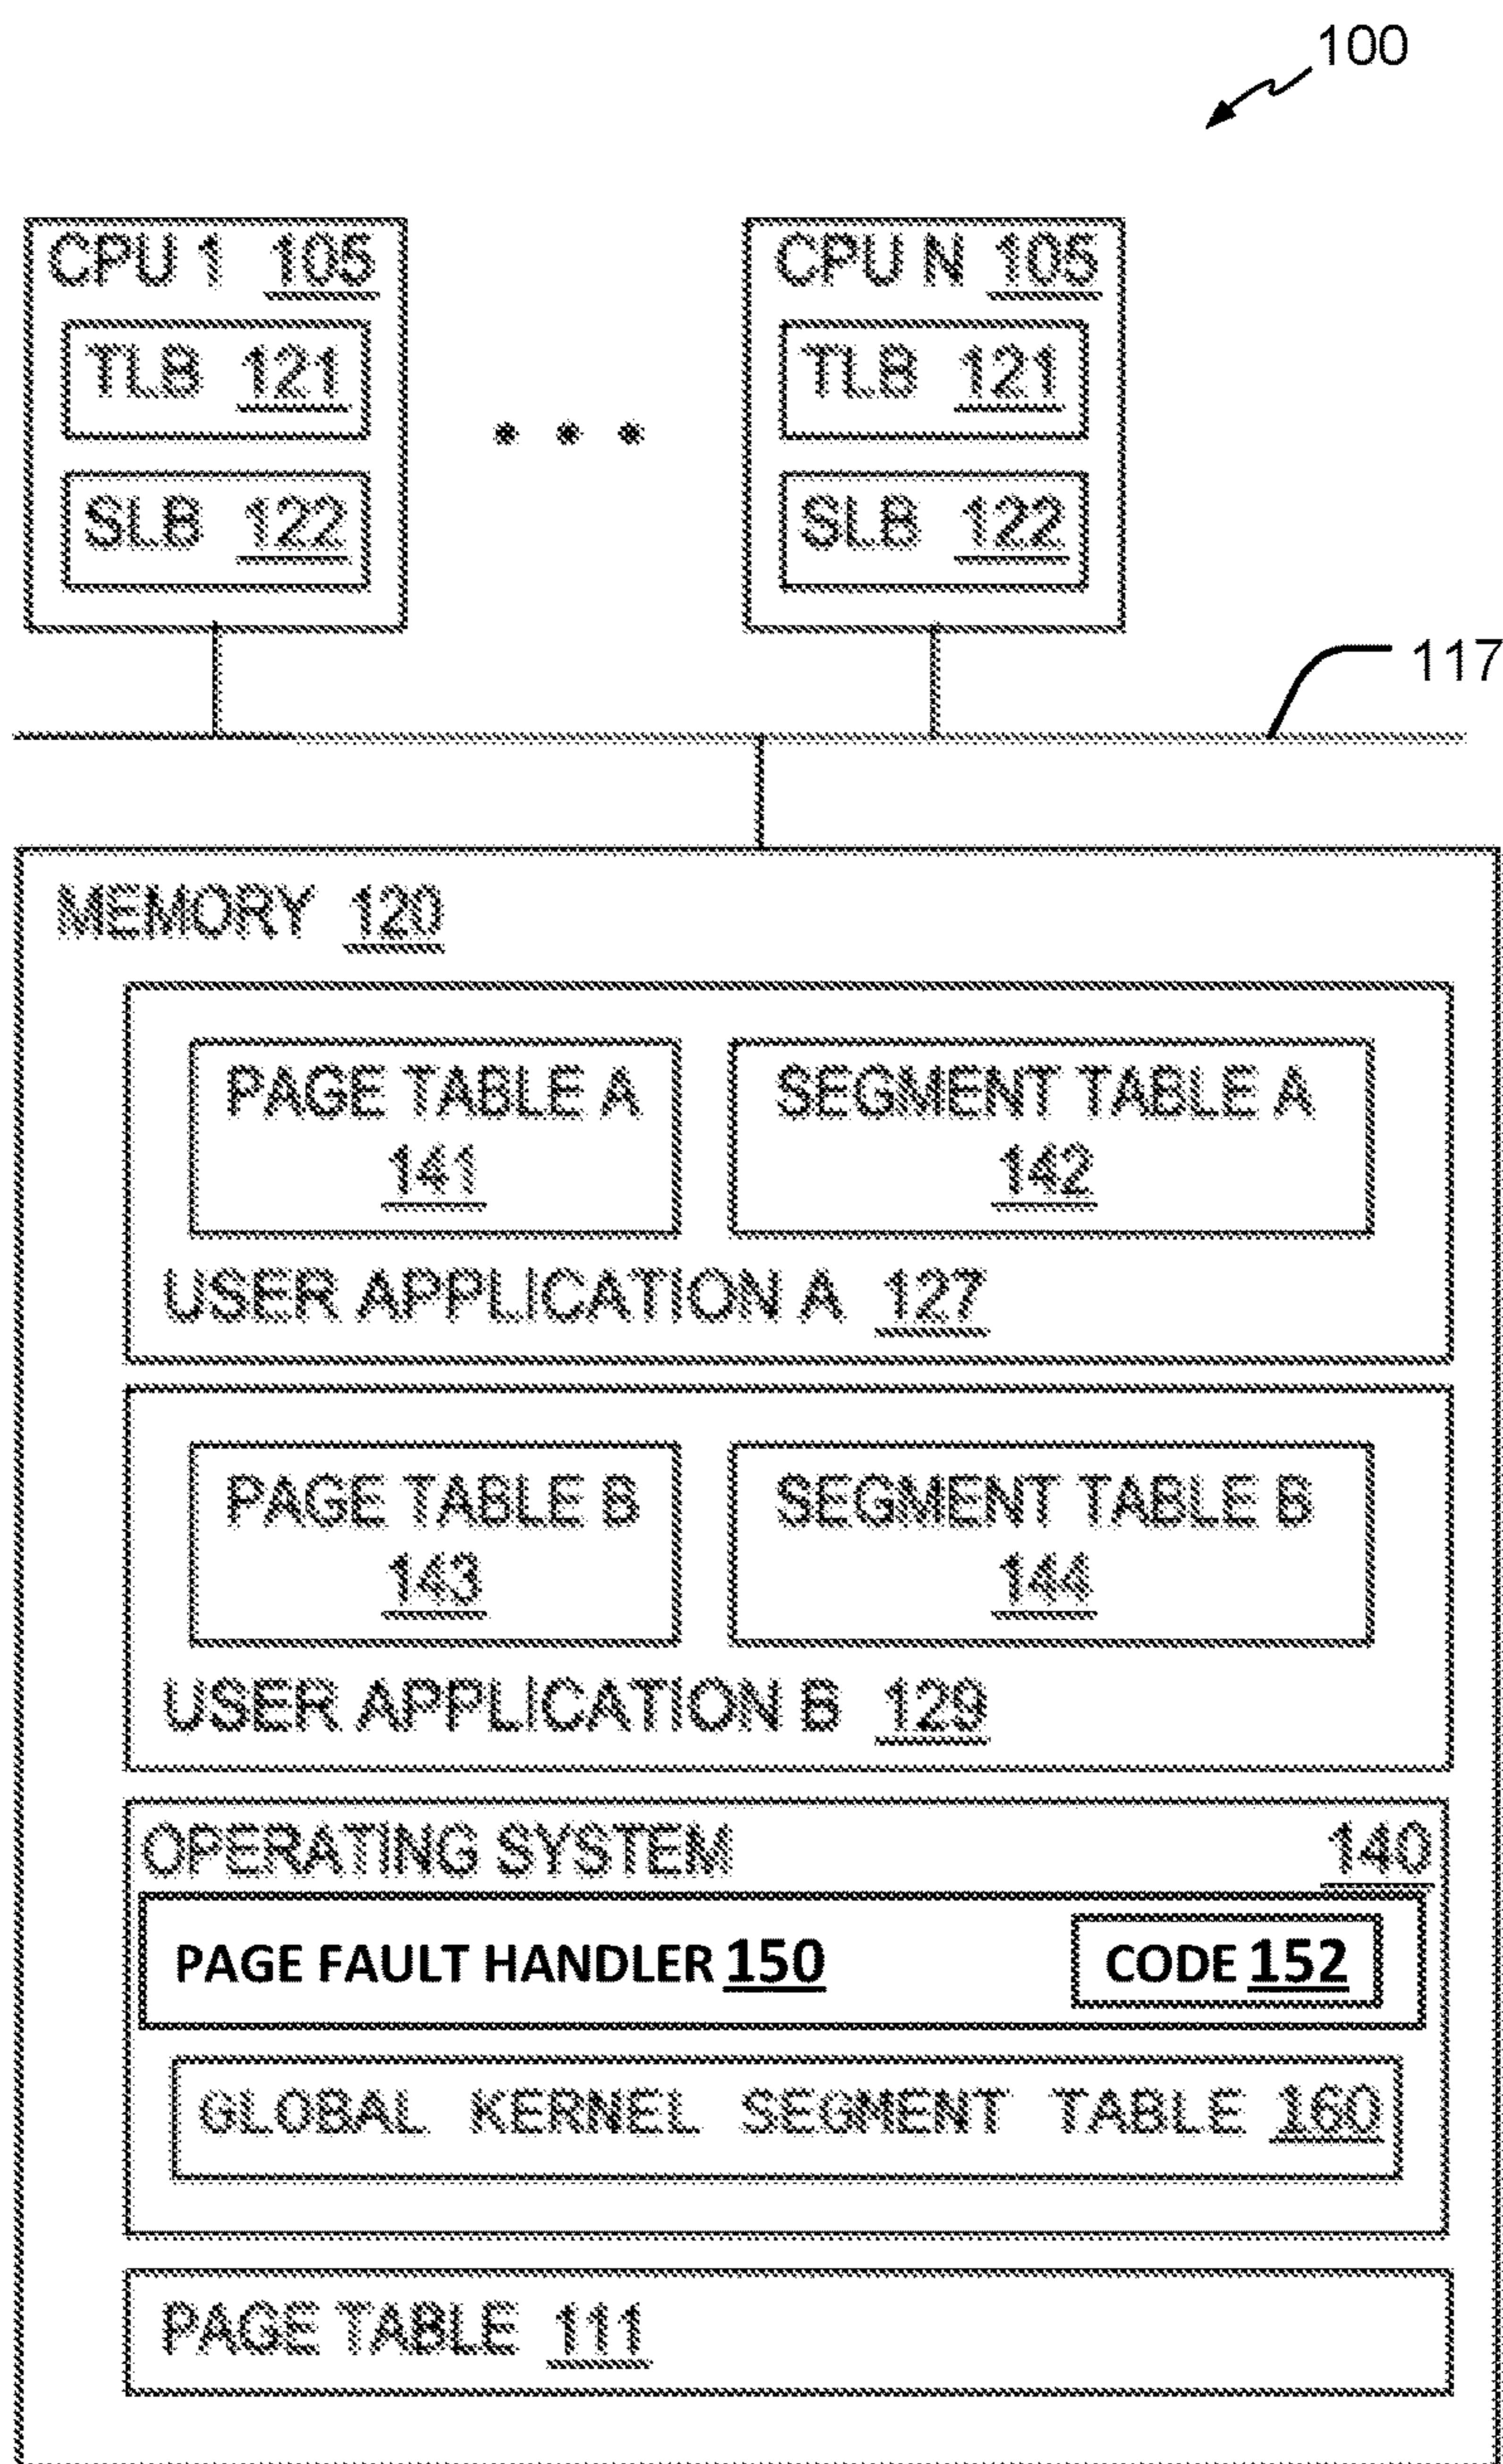 100
CPU 1 105
TLB 121
SLB 122
CPU N 105
TLB 121
SLB 122
117
MEMORY 120
PAGE TABLE A
141
SEGMENT TABLE A
142
USER APPLICATION A 127
PAGE TABLE B
143
SEGMENT TABLE B
144
USER APPLICATION B 129
OPERATING SYSTEM 140
PAGE FAULT HANDLER 150 CODE 152
GLOBAL KERNEL SEGMENT TABLE 160
PAGE TABLE 111